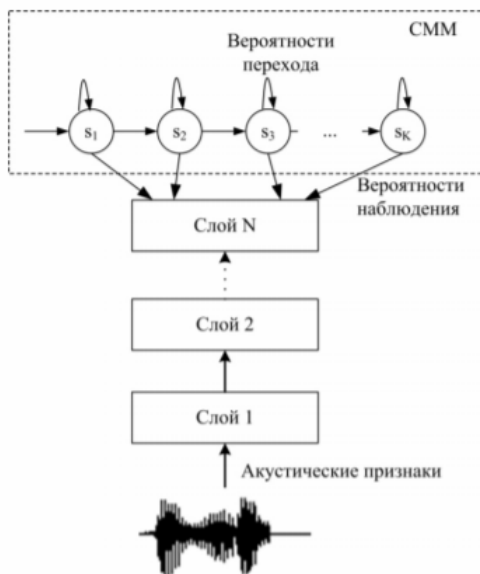 СММ
Вероятности
перехода
s₁
s₂
s₃
...
sK
Вероятности
наблюдения
Слой N
Слой 2
Слой 1
Акустические признаки